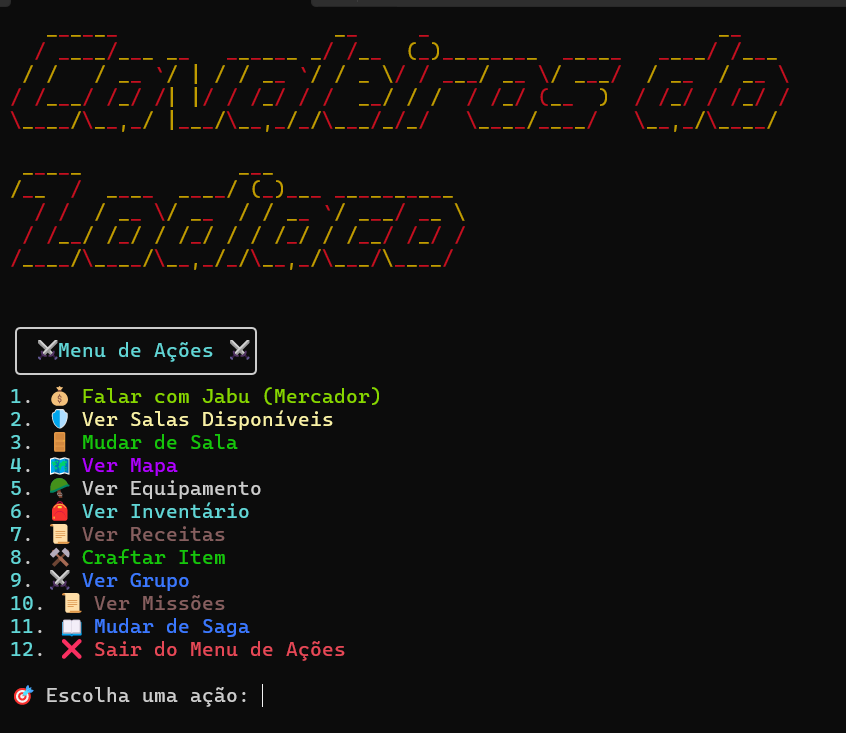 Cavaleiros do
Zodiaco
⚔️Menu de Ações ⚔️
1. 💰 Falar com Jabu (Mercador)
2. 🛡️ Ver Salas Disponíveis
3. 🚪 Mudar de Sala
4. 🗺️ Ver Mapa
5. 🪖 Ver Equipamento
6. 🎒 Ver Inventário
7. 📜 Ver Receitas
8. ⚒️ Craftar Item
9. ⚔️ Ver Grupo
10. 📜 Ver Missões
11. 📖 Mudar de Saga
12. ❌ Sair do Menu de Ações
🎯 Escolha uma ação: